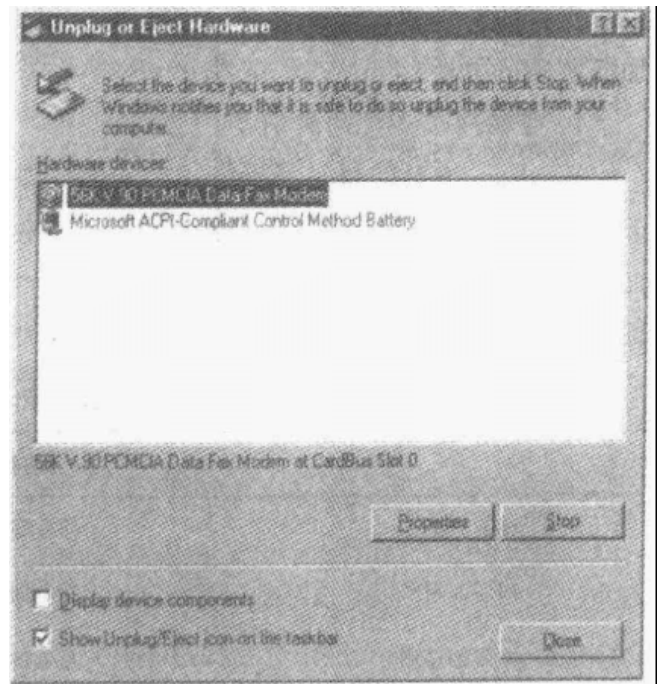 Unplug or Eject Hardware
Select the device you want to unplug or eject, and then click Stop. When
Windows notifies you that it is safe to do so unplug the device from your
computer.
Hardware devices:
56K V.90 PCMCIA Data Fax Modem
Microsoft ACPI-Compliant Control Method Battery
56K V.90 PCMCIA Data Fax Modem at CardBus Slot 0
Properties Stop
Display device components
Show Unplug/Eject icon on the taskbar
Close